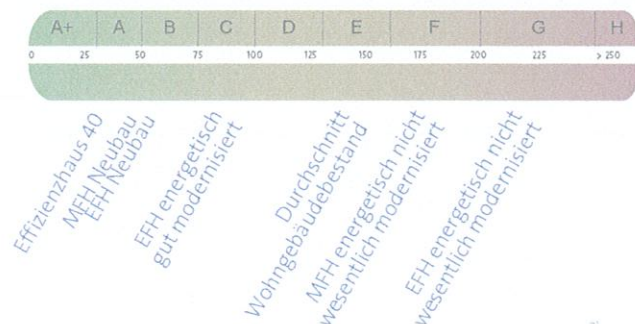 A+ A B C D E F G H
0 25 50 75 100 125 150 175 200 225 > 250
Effizienzhaus 40
MFH Neubau
EFH Neubau
EFH energetisch
gut modernisiert
Durchschnitt
Wohngebäudebestand
MFH energetisch nicht
wesentlich modernisiert
EFH energetisch nicht
wesentlich modernisiert